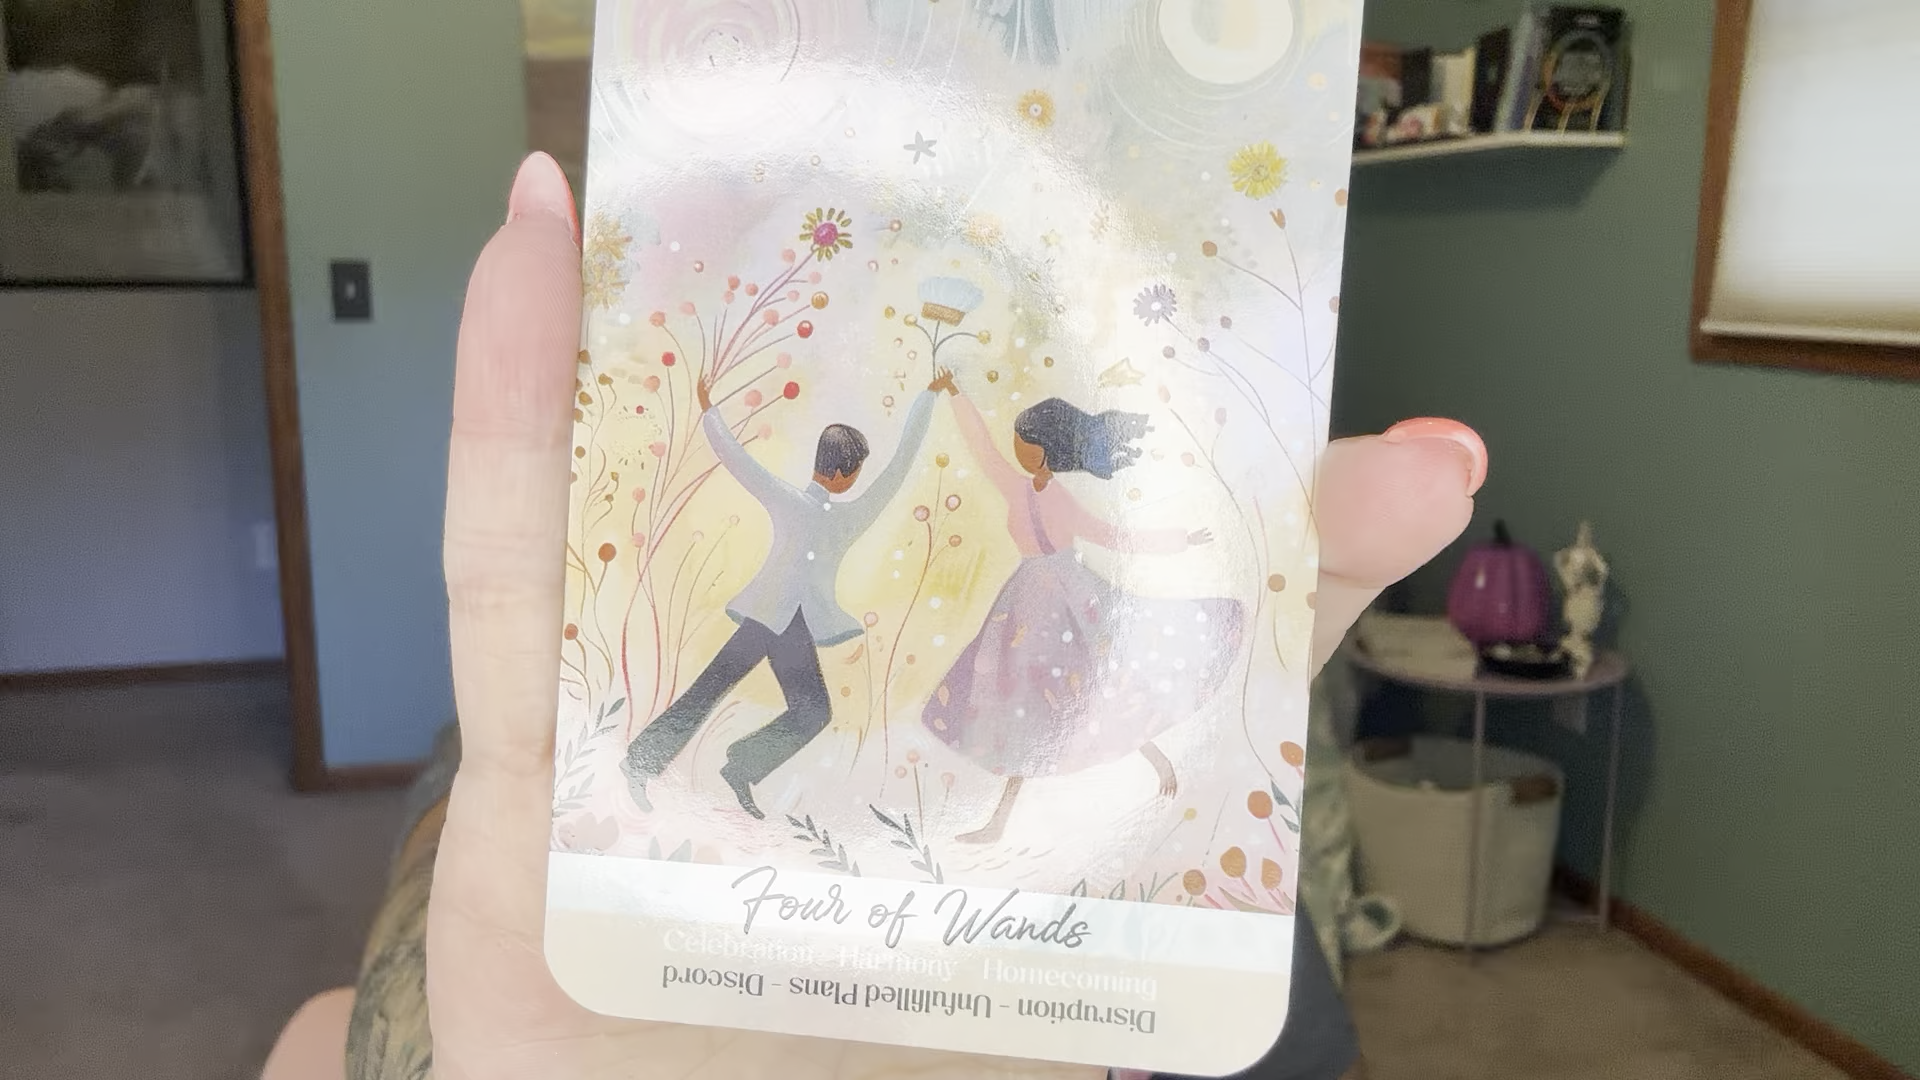 Four of Wands
Celebration - Harmony - Homecoming
Disruption - Unfulfilled Plans - Discord